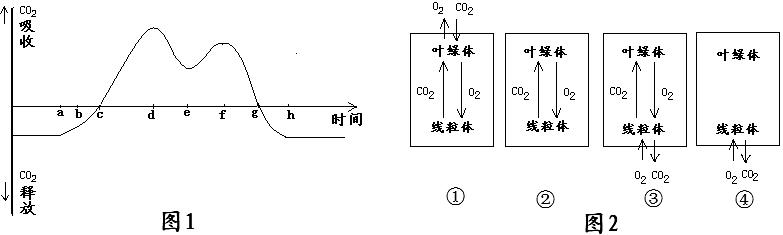 CO₂
吸收
a b c d e f g h
时间
CO₂
释放
图1
O₂ CO₂
叶绿体 叶绿体 叶绿体 叶绿体
CO₂ O₂ CO₂ O₂ CO₂ O₂
线粒体 线粒体 线粒体 线粒体
O₂ CO₂ O₂ CO₂
① ② ③ ④
图2